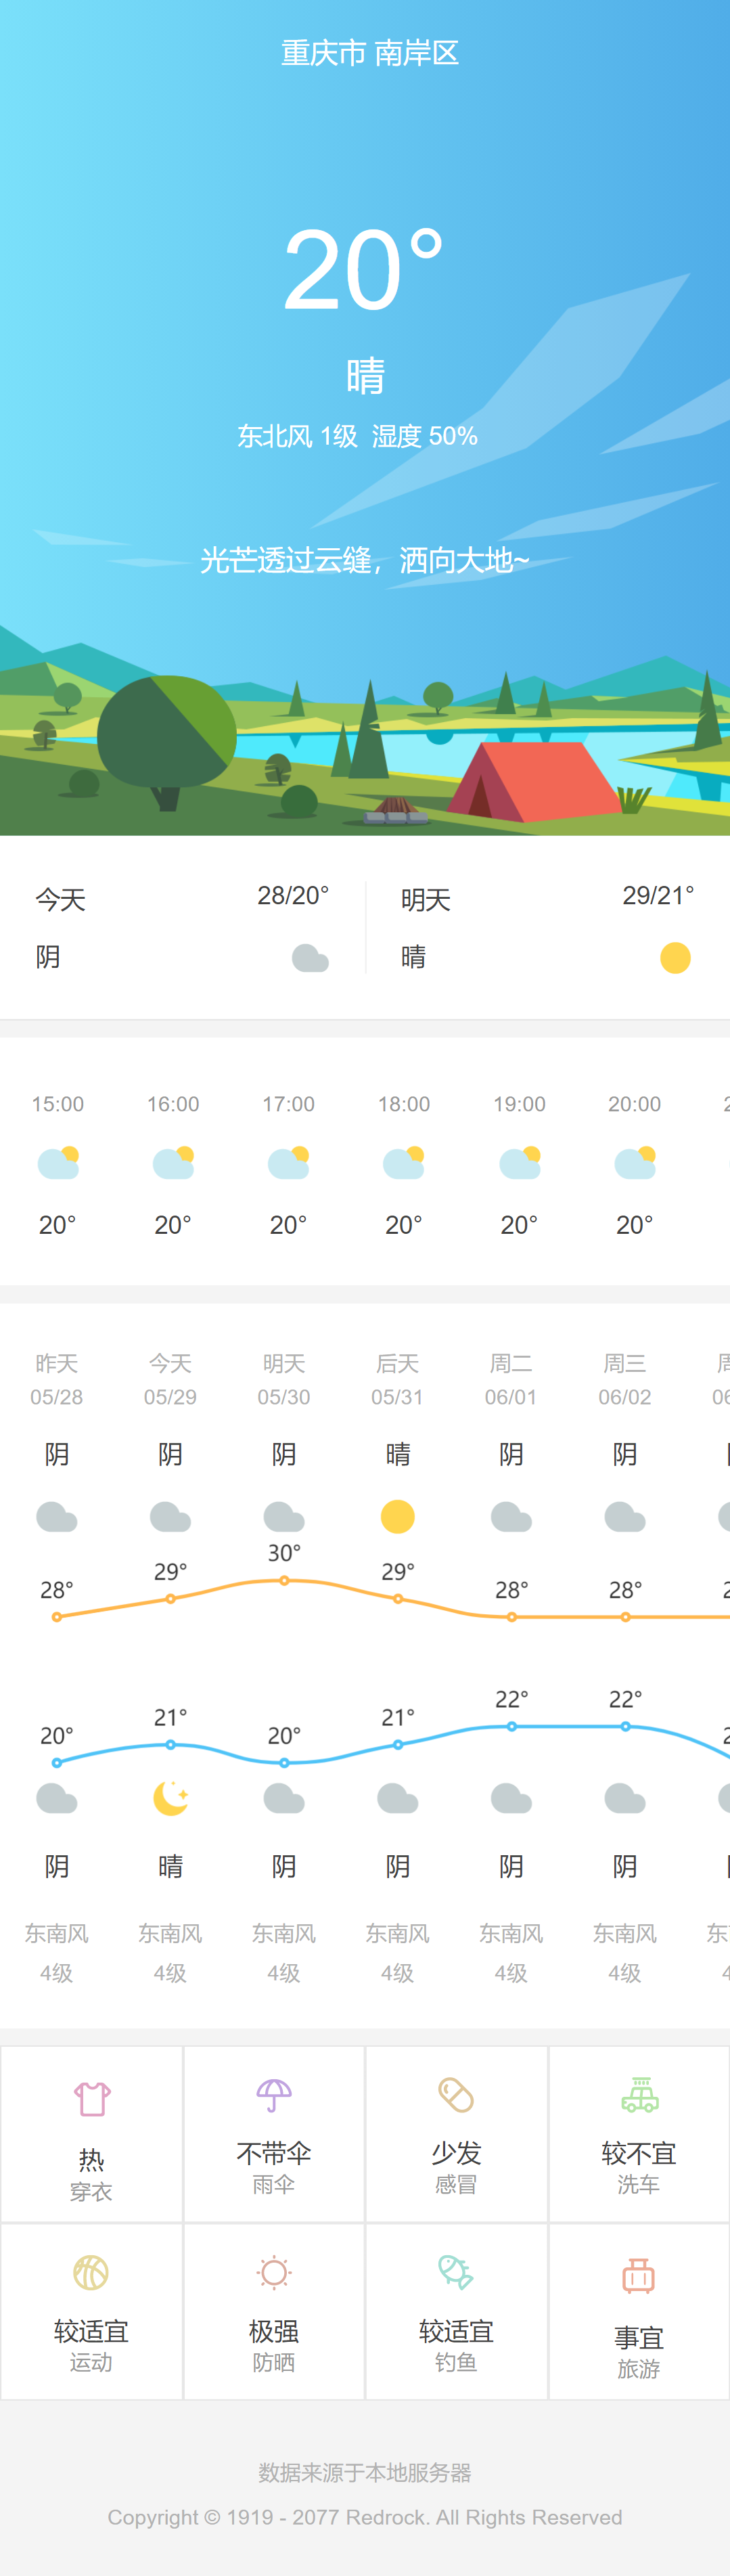 重庆市 南岸区
20°
晴
东北风 1级 湿度 50%
光芒透过云缝，洒向大地~
今天 28/20° 明天 29/21°
阴 晴
15:00 16:00 17:00 18:00 19:00 20:00
20° 20° 20° 20° 20° 20°
昨天 今天 明天 后天 周二 周三
05/28 05/29 05/30 05/31 06/01 06/02
阴 阴 阴 晴 阴 阴
28° 29° 30° 29° 28° 28°
20° 21° 20° 21° 22° 22°
阴 晴 阴 阴 阴 阴
东南风 东南风 东南风 东南风 东南风 东南风
4级 4级 4级 4级 4级 4级
热 不带伞 少发 较不宜
穿衣 雨伞 感冒 洗车
较适宜 极强 较适宜 事宜
运动 防晒 钓鱼 旅游
数据来源于本地服务器
Copyright © 1919 - 2077 Redrock. All Rights Reserved